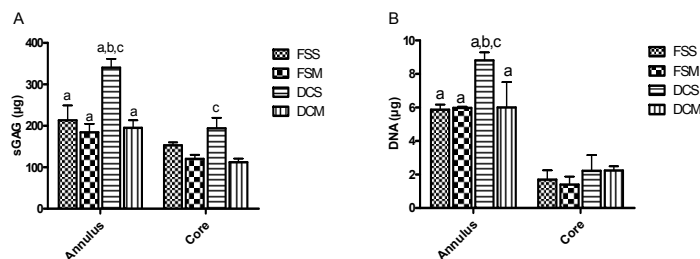 A
sGAG (µg)
400
300
200
100
0
a
a
a,b,c
a
c
Annulus
Core
FSS
FSM
DCS
DCM
B
DNA (µg)
10
8
6
4
2
0
a
a
a,b,c
a
Annulus
Core
FSS
FSM
DCS
DCM